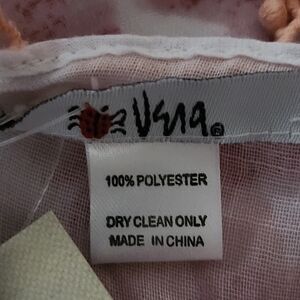 Vera®
100% POLYESTER
DRY CLEAN ONLY
MADE IN CHINA